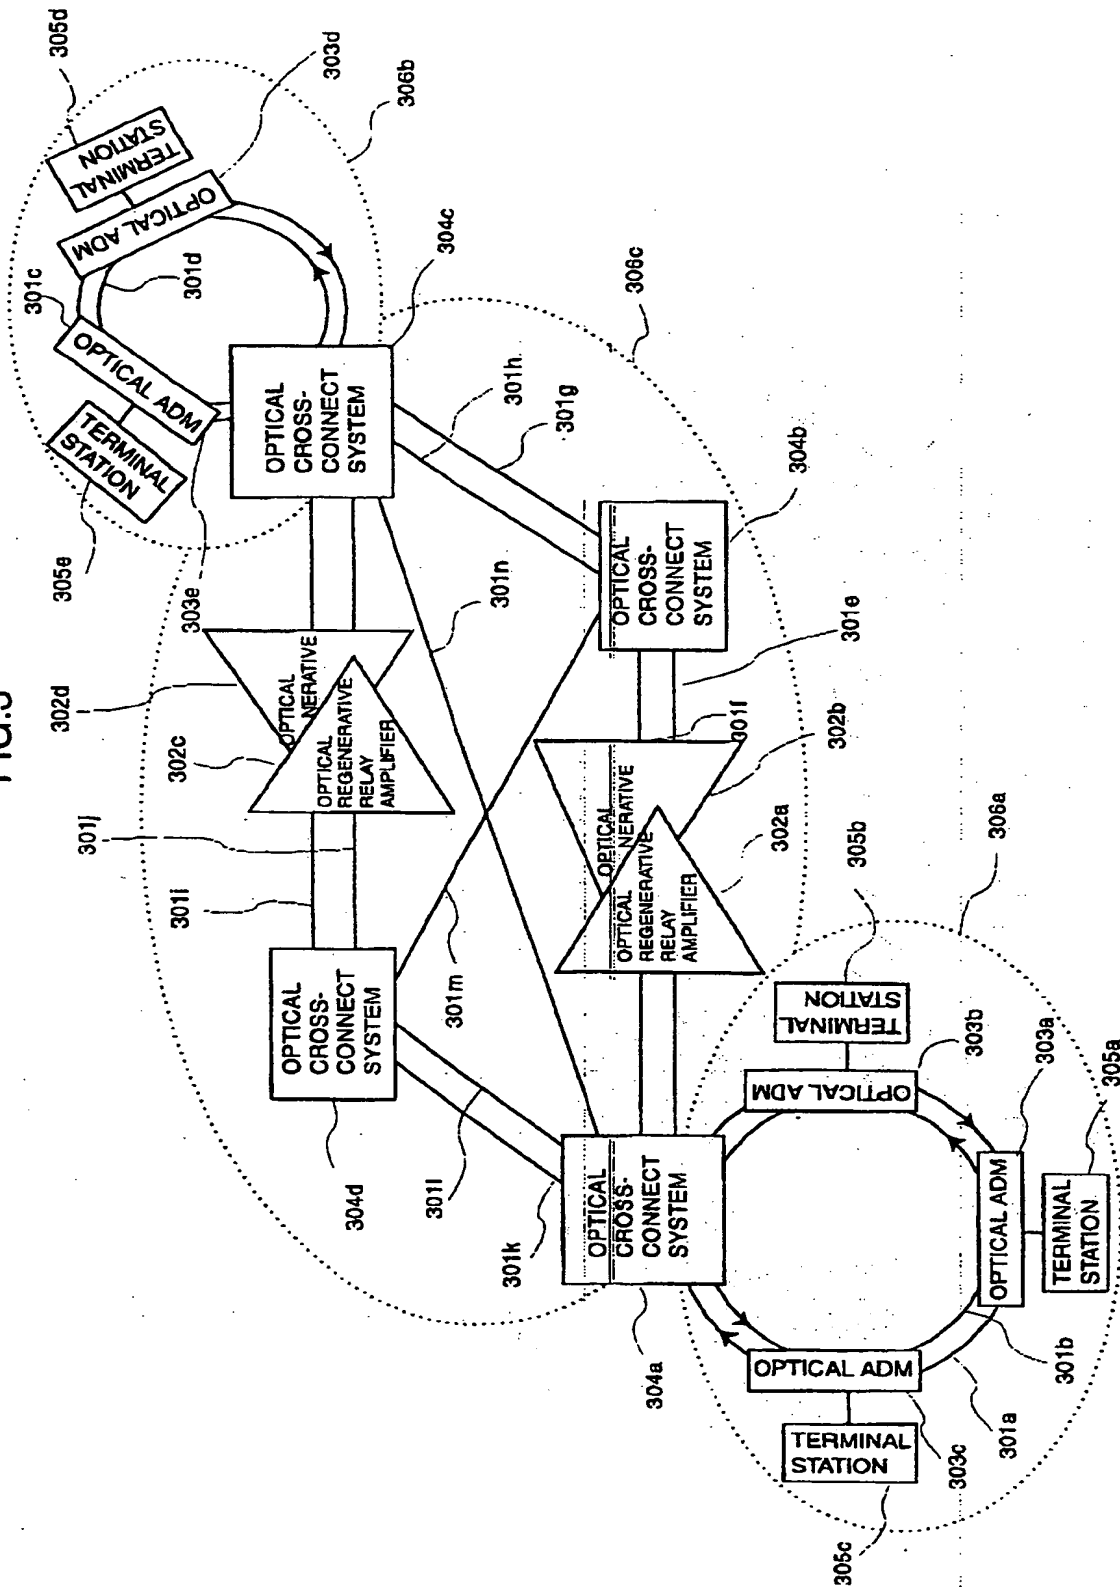 305d
303d
306b
TERMINAL
STATION
OPTICAL ADM
301c
301d
OPTICAL ADM
TERMINAL
STATION
305e
303e
304c
OPTICAL
CROSS-
CONNECT
SYSTEM
306c
301h
301g
304b
OPTICAL
CROSS-
CONNECT
SYSTEM
301n
302d
302c
OPTICAL
NERATIVE
OPTICAL
REGENERATIVE
RELAY
AMPLIFIER
301j
301i
301e
301f
302b
302a
OPTICAL
NERATIVE
OPTICAL
REGENERATIVE
RELAY
AMPLIFIER
301m
OPTICAL
CROSS-
CONNECT
SYSTEM
304d
301l
301k
OPTICAL
CROSS-
CONNECT
SYSTEM
304a
306a
305b
TERMINAL
STATION
303b
OPTICAL ADM
303a
305a
OPTICAL ADM
TERMINAL
STATION
301b
301a
OPTICAL ADM
303c
TERMINAL
STATION
305c